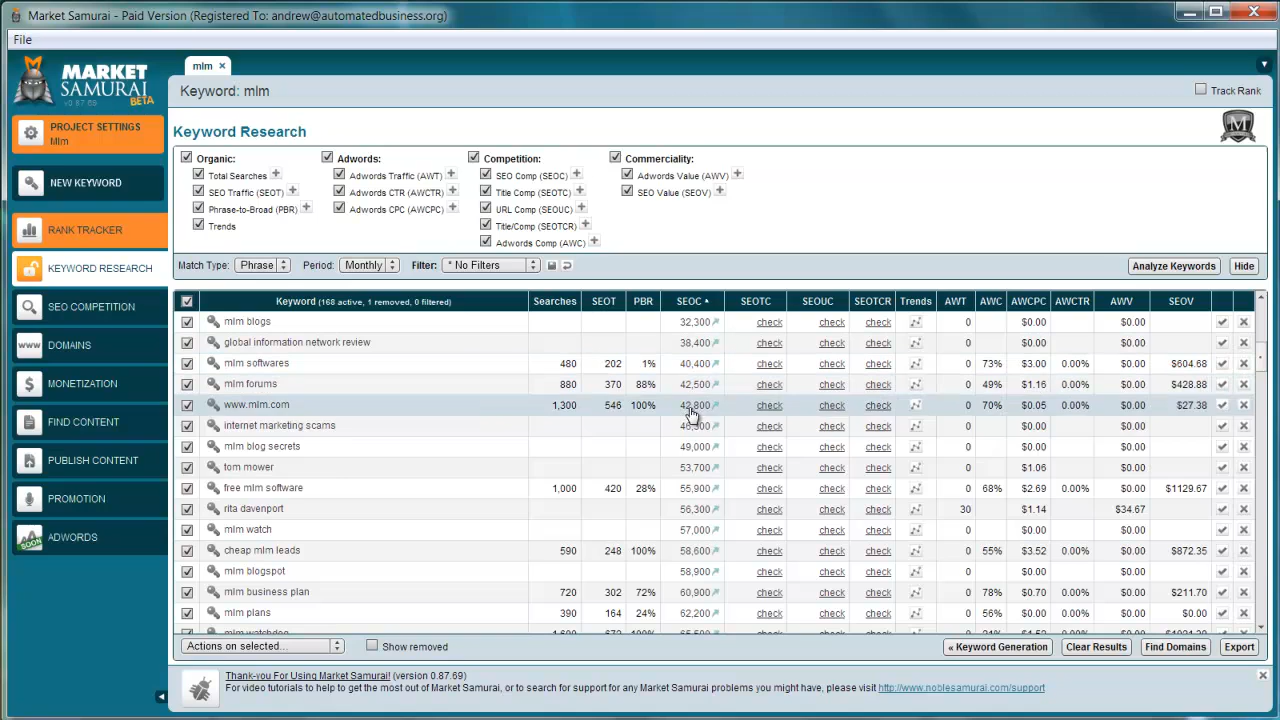 Market Samurai - Paid Version (Registered To: andrew@automatedbusiness.org)
File
MARKET
SAMURAI
v0.87.69 BETA
PROJECT SETTINGS
Mlm
NEW KEYWORD
RANK TRACKER
KEYWORD RESEARCH
SEO COMPETITION
www DOMAINS
$ MONETIZATION
FIND CONTENT
PUBLISH CONTENT
PROMOTION
SOON ADWORDS
mlm
Keyword: mlm
Track Rank
Keyword Research
Organic: Adwords: Competition: Commerciality:
Total Searches Adwords Traffic (AWT) SEO Comp (SEOC) Adwords Value (AWV)
SEO Traffic (SEOT) Adwords CTR (AWCTR) Title Comp (SEOTC) SEO Value (SEOV)
Phrase-to-Broad (PBR) Adwords CPC (AWCPC) URL Comp (SEOUC)
Trends Title/Comp (SEOTCR)
Adwords Comp (AWC)
Match Type: Phrase Period: Monthly Filter: * No Filters Analyze Keywords Hide
Keyword (168 active, 1 removed, 0 filtered) Searches SEOT PBR SEOC SEOTC SEOUC SEOTCR Trends AWT AWC AWCPC AWCTR AWV SEOV
mlm blogs 32,300 check check check 0 $0.00 $0.00
global information network review 38,400 check check check 0 $0.00 $0.00
mlm softwares 480 202 1% 40,400 check check check 0 73% $3.00 0.00% $0.00 $604.68
mlm forums 880 370 88% 42,500 check check check 0 49% $1.16 0.00% $0.00 $428.88
www.mlm.com 1,300 546 100% 42,800 check check check 0 70% $0.05 0.00% $0.00 $27.38
internet marketing scams check check check 0 $0.00 $0.00
mlm blog secrets 49,000 check check check 0 $0.00 $0.00
tom mower 53,700 check check check 0 $1.06 $0.00
free mlm software 1,000 420 28% 55,900 check check check 0 68% $2.69 0.00% $0.00 $1129.67
rita davenport 56,300 check check check 30 $1.14 $34.67
mlm watch 57,000 check check check 0 $0.00 $0.00
cheap mlm leads 590 248 100% 58,600 check check check 0 55% $3.52 0.00% $0.00 $872.35
mlm blogspot 58,900 check check check 0 $0.00 $0.00
mlm business plan 720 302 72% 60,900 check check check 0 78% $0.70 0.00% $0.00 $211.70
mlm plans 390 164 24% 62,200 check check check 0 56% $0.00 0.00% $0.00 $0.00
mlm watchdog
Actions on selected... Show removed « Keyword Generation Clear Results Find Domains Export
Thank-you For Using Market Samurai! (version 0.87.69)
For video tutorials to help to get the most out of Market Samurai, or to search for support for any Market Samurai problems you might have, please visit http://www.noblesamurai.com/support